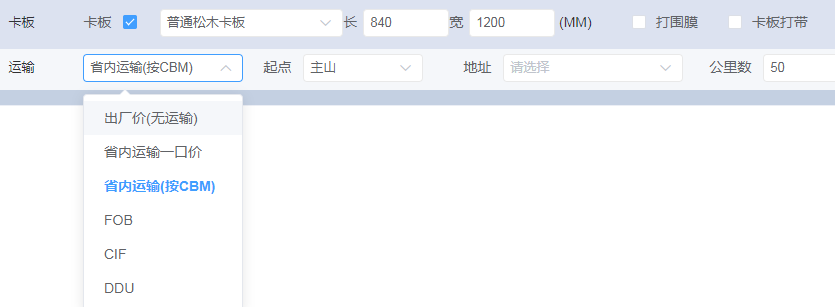 卡板 卡板 普通松木卡板 长 840 宽 1200 (MM) 打围膜 卡板打带
运输 省内运输(按CBM) 起点 主山 地址 请选择 公里数 50
出厂价(无运输)
省内运输一口价
省内运输(按CBM)
FOB
CIF
DDU